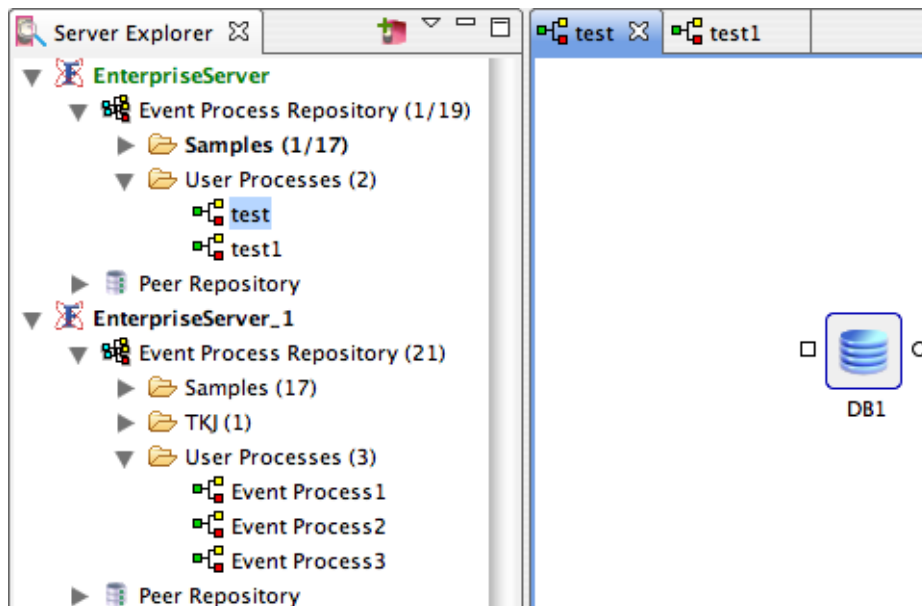 Server Explorer
EnterpriseServer
Event Process Repository (1/19)
Samples (1/17)
User Processes (2)
test
test1
Peer Repository
EnterpriseServer_1
Event Process Repository (21)
Samples (17)
TKJ (1)
User Processes (3)
Event Process1
Event Process2
Event Process3
Peer Repository
test
test1
DB1